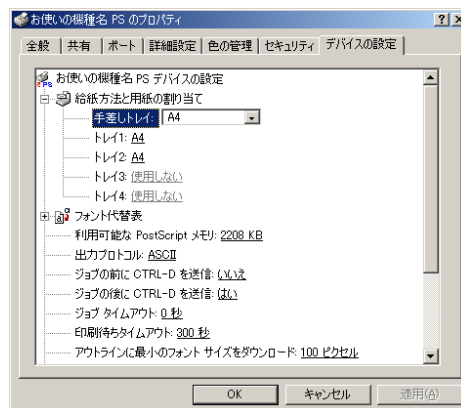 お使いの機種名 PS のプロパティ
全般 共有 ポート 詳細設定 色の管理 セキュリティ デバイスの設定
お使いの機種名 PS デバイスの設定
給紙方法と用紙の割り当て
手差しトレイ: A4
トレイ1: A4
トレイ2: A4
トレイ3: 使用しない
トレイ4: 使用しない
フォント代替表
利用可能な PostScript メモリ: 2208 KB
出力プロトコル: ASCII
ジョブの前に CTRL-D を送信: いいえ
ジョブの後に CTRL-D を送信: はい
ジョブ タイムアウト: 0 秒
印刷待ちタイムアウト: 300 秒
アウトラインに最小のフォント サイズをダウンロード: 100 ピクセル
OK キャンセル 適用(A)